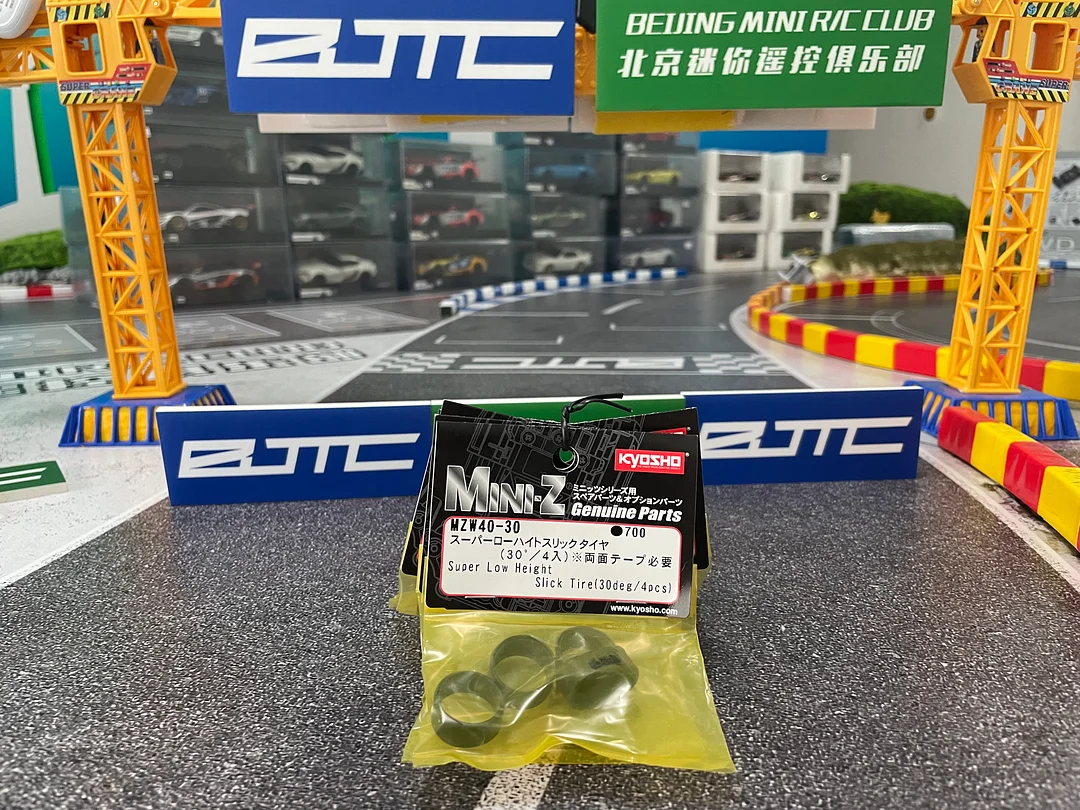 BJTC
BEIJING MINI R/C CLUB
北京迷你遥控俱乐部
SUPER
SUPER
BJTC
BJTC
BJTC
KYOSHO
MINI-Z
ミニッツシリーズ用
スペアパーツ&オプションパーツ
Genuine Parts
MZW40-30
●700
スーパーローハイトスリックタイヤ
(30°/4入)※両面テープ必要
Super Low Height
Slick Tire(30deg/4pcs)
www.kyosho.com